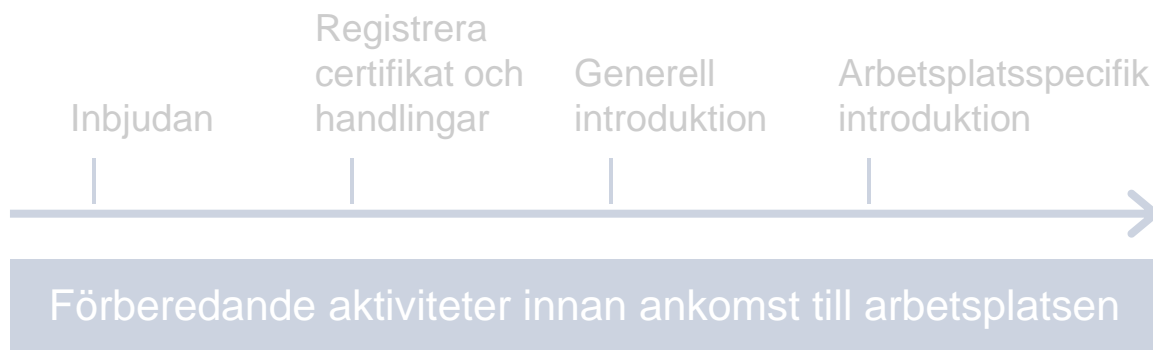 Inbjudan
Registrera
certifikat och
handlingar
Generell
introduktion
Arbetsplatsspecifik
introduktion
Förberedande aktiviteter innan ankomst till arbetsplatsen